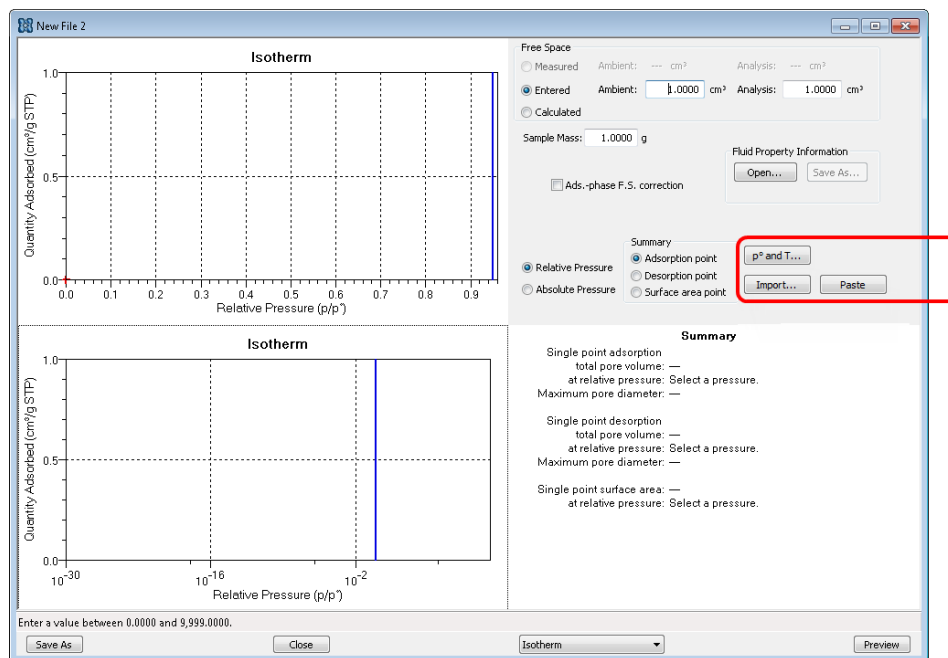 New File 2
Isotherm
Quantity Adsorbed (cm³/g STP)
1.0
0.5
0.0
0.0 0.1 0.2 0.3 0.4 0.5 0.6 0.7 0.8 0.9
Relative Pressure (p/p°)
Free Space
Measured Ambient: --- cm³ Analysis: --- cm³
Entered Ambient: 1.0000 cm³ Analysis: 1.0000 cm³
Calculated
Sample Mass: 1.0000 g
Fluid Property Information
Open... Save As...
Ads.-phase F.S. correction
Relative Pressure
Absolute Pressure
Summary
Adsorption point
Desorption point
Surface area point
p° and T...
Import... Paste
Isotherm
Quantity Adsorbed (cm³/g STP)
1.0
0.5
0.0
10⁻³⁰ 10⁻¹⁶ 10⁻²
Relative Pressure (p/p°)
Summary
Single point adsorption
total pore volume: —
at relative pressure: Select a pressure.
Maximum pore diameter: —
Single point desorption
total pore volume: —
at relative pressure: Select a pressure.
Maximum pore diameter: —
Single point surface area: —
at relative pressure: Select a pressure.
Enter a value between 0.0000 and 9,999.0000.
Save As Close Isotherm Preview